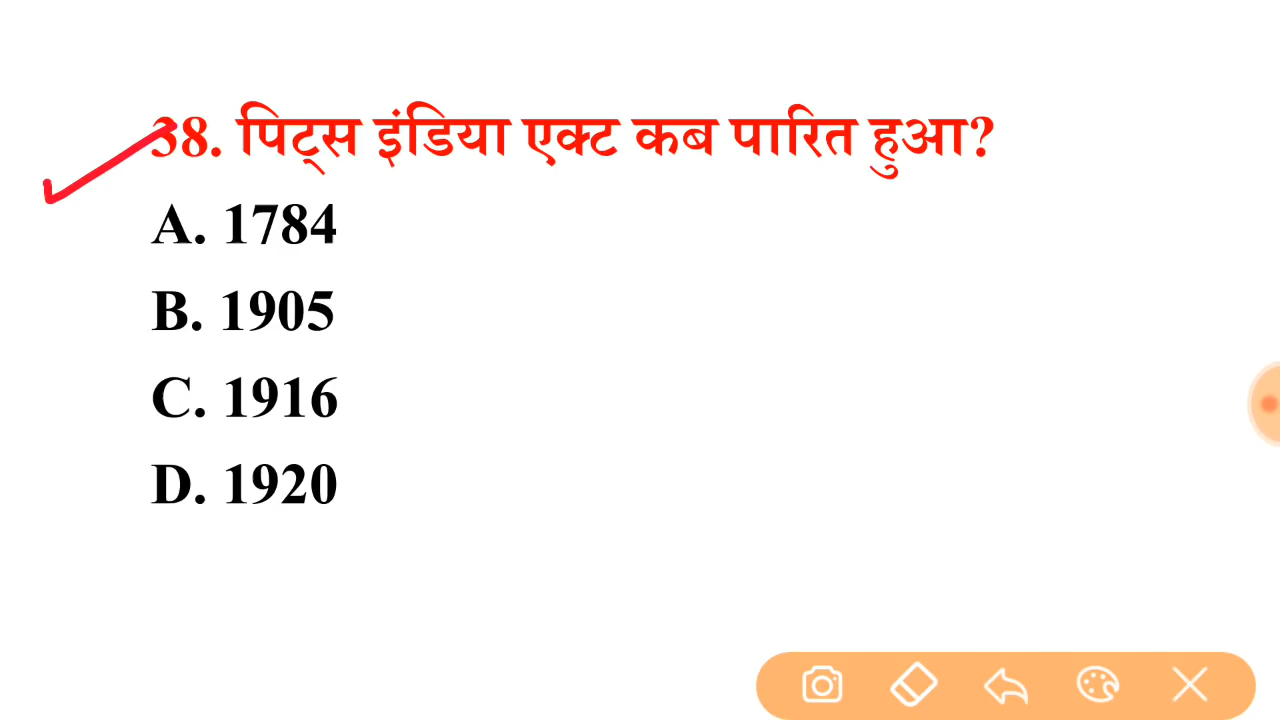 38. पिट्स इंडिया एक्ट कब पारित हुआ?
A. 1784
B. 1905
C. 1916
D. 1920